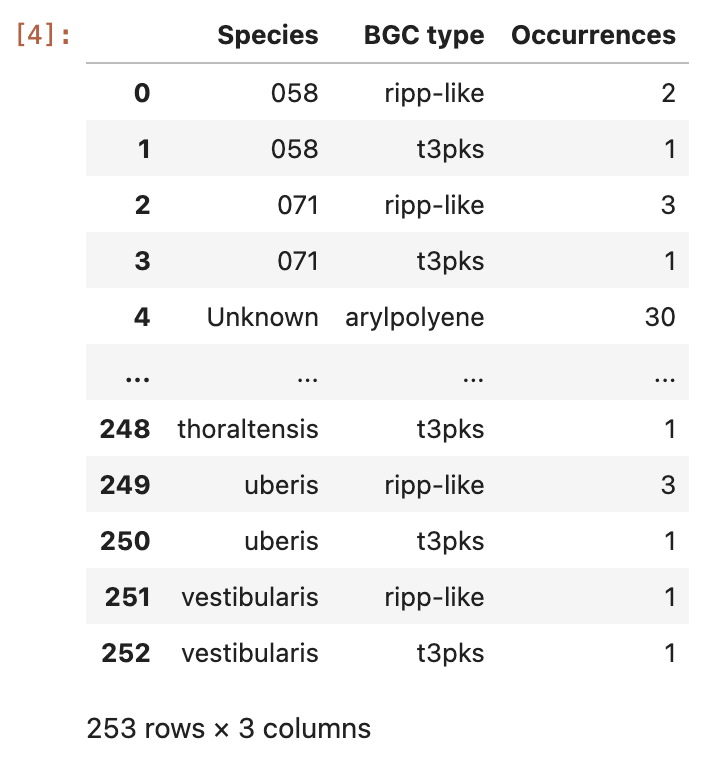 [4]:
Species BGC type Occurrences
0 058 ripp-like 2
1 058 t3pks 1
2 071 ripp-like 3
3 071 t3pks 1
4 Unknown arylpolyene 30
... ... ... ...
248 thoraltensis t3pks 1
249 uberis ripp-like 3
250 uberis t3pks 1
251 vestibularis ripp-like 1
252 vestibularis t3pks 1
253 rows × 3 columns